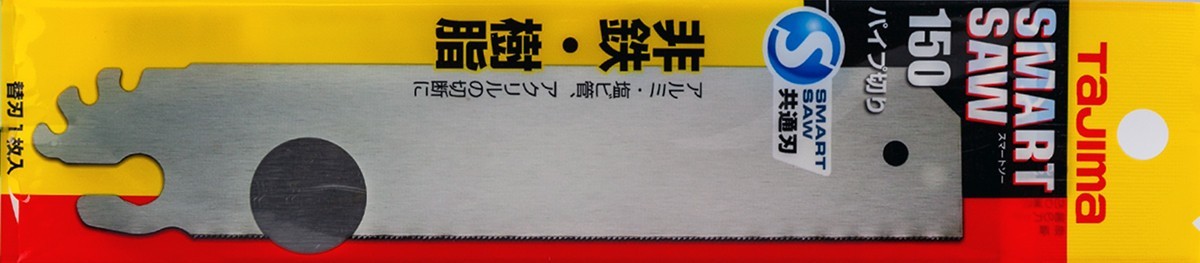 Tajima
SMART
SAW
スマートソー
150
パイプ切り
SMART
SAW
共通刃
非鉄・樹脂
アルミ・塩ビ管、アクリルの切断に
替刃1枚入